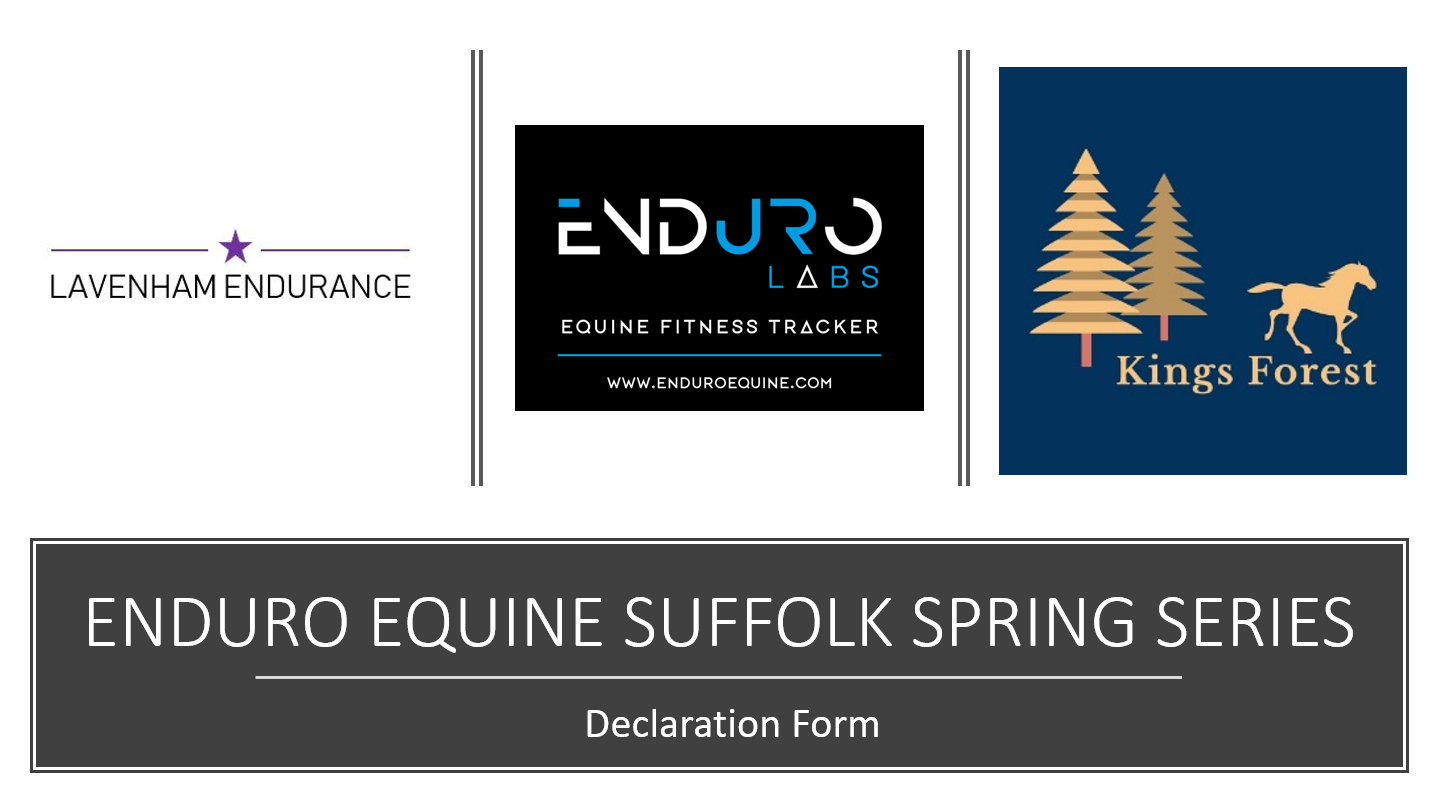 LAVENHAM ENDURANCE
ENDURO
LABS
EQUINE FITNESS TRACKER
WWW.ENDUROEQUINE.COM
Kings Forest
ENDURO EQUINE SUFFOLK SPRING SERIES
Declaration Form